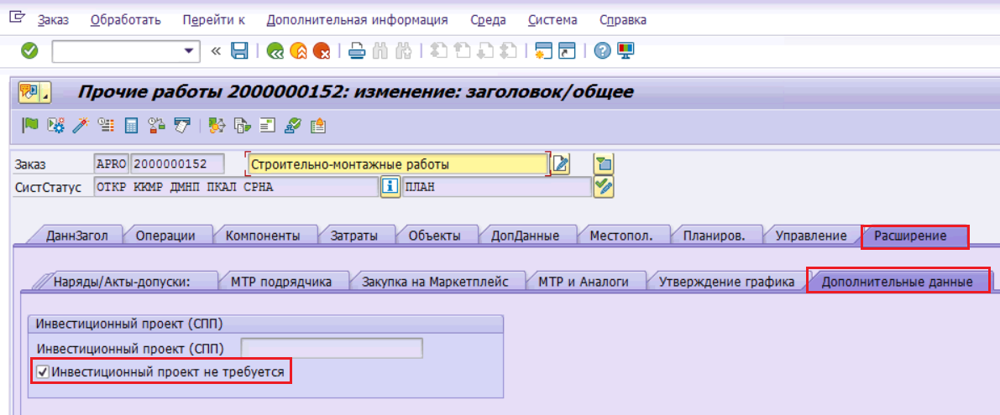 Заказ Обработать Перейти к Дополнительная информация Среда Система Справка
Прочие работы 2000000152: изменение: заголовок/общее
Заказ APRO 2000000152 Строительно-монтажные работы
СистСтатус ОТКР ККМР ДМНП ПКАЛ СРНА ПЛАН
ДаннЗагол Операции Компоненты Затраты Объекты ДопДанные Местопол. Планиров. Управление Расширение
Наряды/Акты-допуски: МТР подрядчика Закупка на Маркетплейс МТР и Аналоги Утверждение графика Дополнительные данные
Инвестиционный проект (СПП)
Инвестиционный проект (СПП)
Инвестиционный проект не требуется